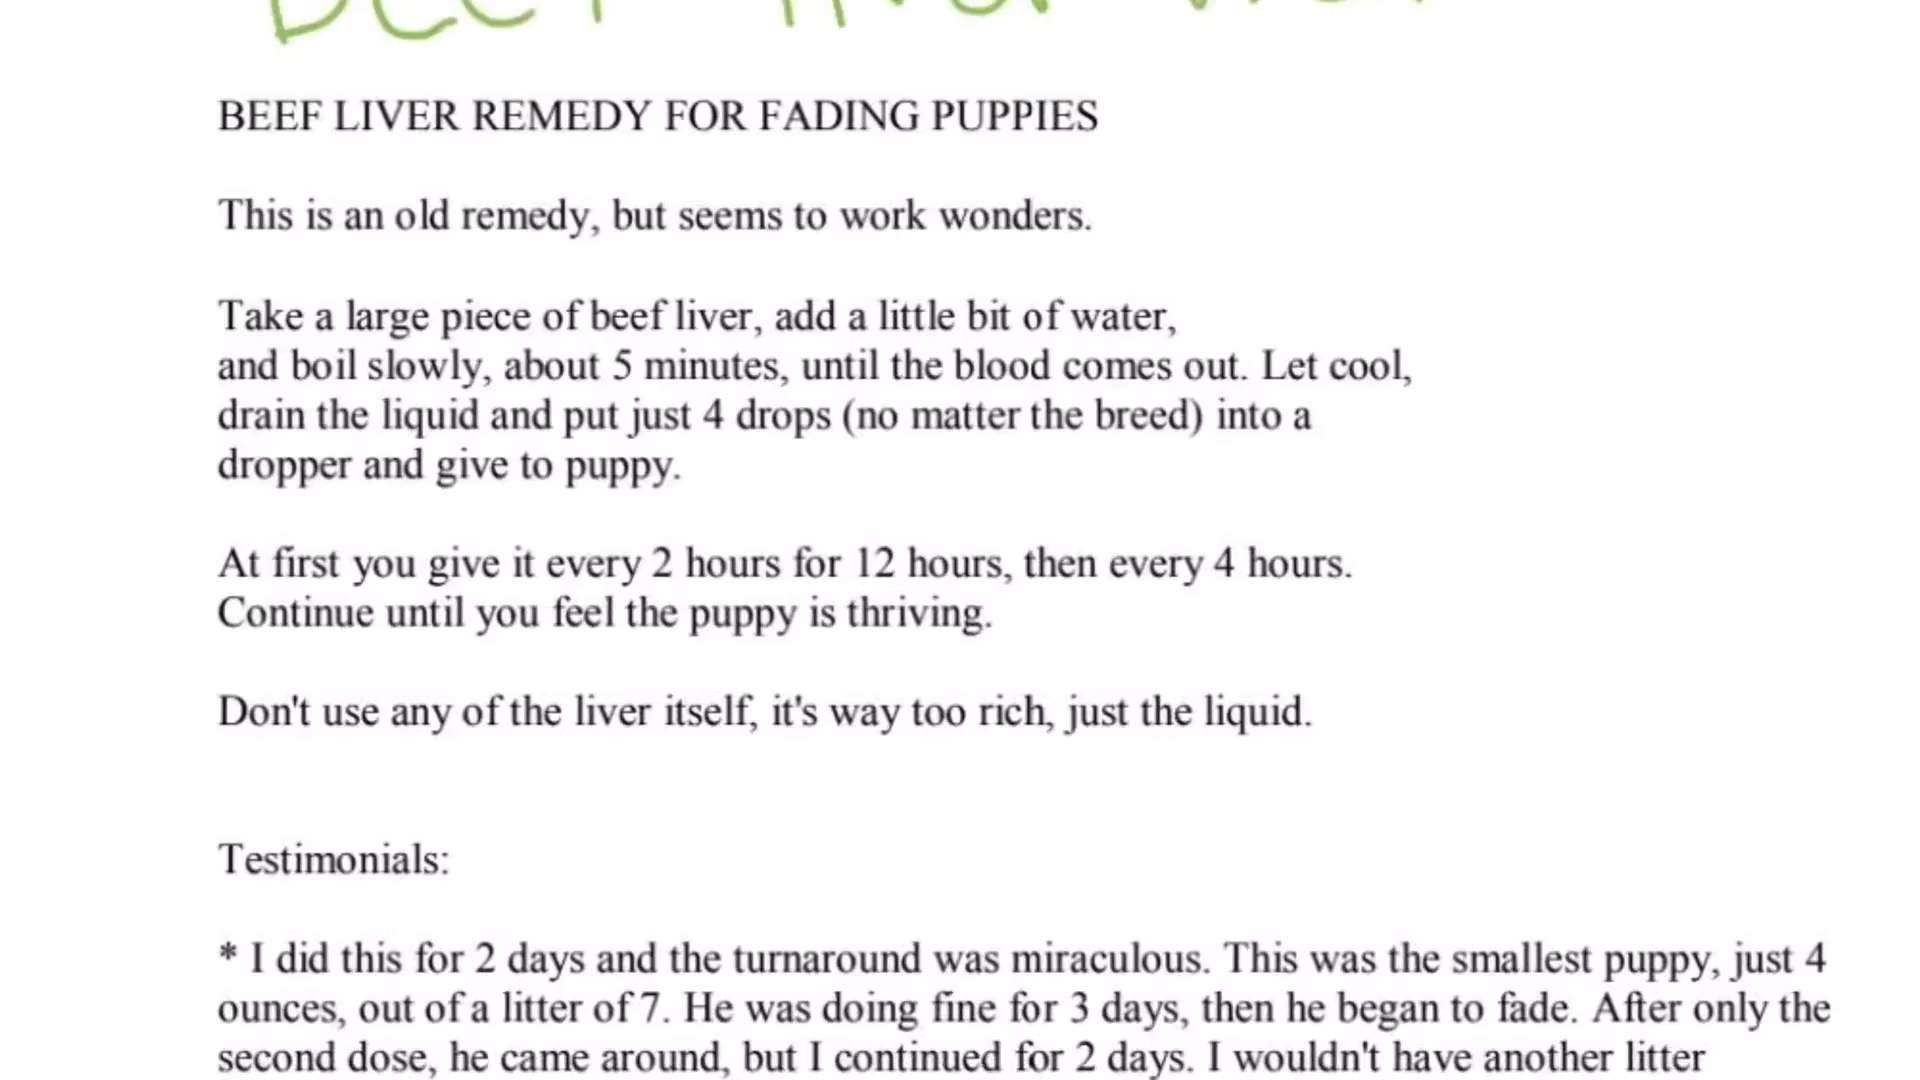 BEEF LIVER REMEDY FOR FADING PUPPIES
This is an old remedy, but seems to work wonders.
Take a large piece of beef liver, add a little bit of water,
and boil slowly, about 5 minutes, until the blood comes out. Let cool,
drain the liquid and put just 4 drops (no matter the breed) into a
dropper and give to puppy.
At first you give it every 2 hours for 12 hours, then every 4 hours.
Continue until you feel the puppy is thriving.
Don't use any of the liver itself, it's way too rich, just the liquid.
Testimonials:
* I did this for 2 days and the turnaround was miraculous. This was the smallest puppy, just 4
ounces, out of a litter of 7. He was doing fine for 3 days, then he began to fade. After only the
second dose, he came around, but I continued for 2 days. I wouldn't have another litter